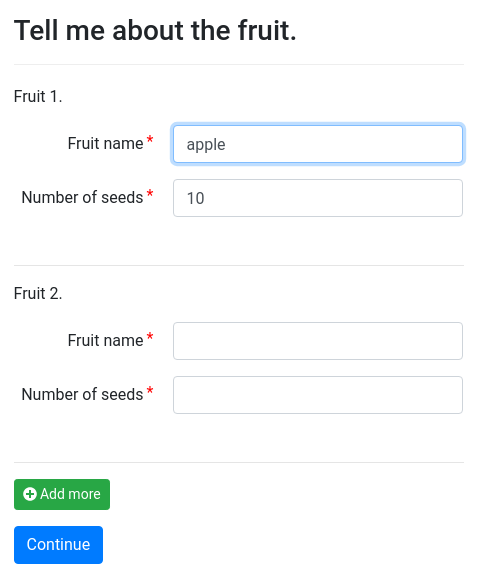 Tell me about the fruit.
Fruit 1.
Fruit name * apple
Number of seeds * 10
Fruit 2.
Fruit name *
Number of seeds *
Add more
Continue